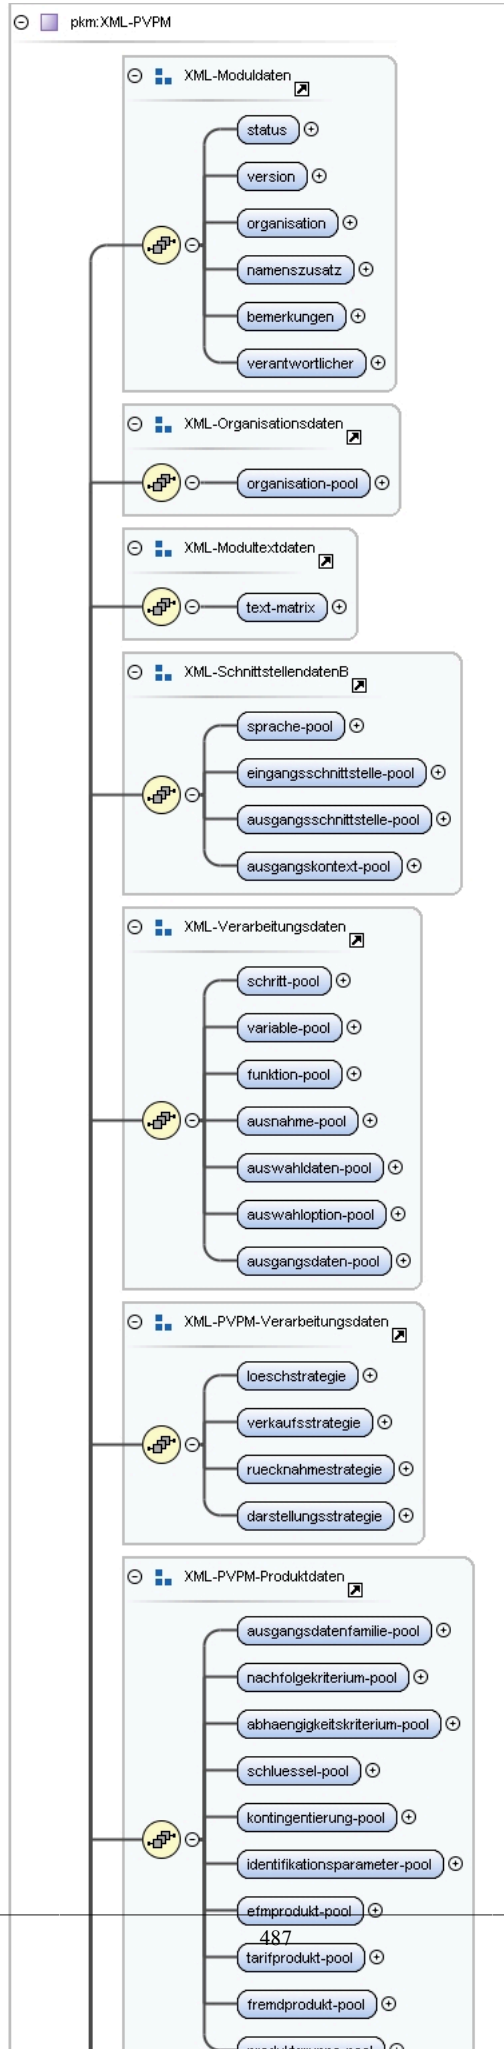 pkm:XML-PVPM
XML-Moduldaten
status
version
organisation
namenszusatz
bemerkungen
verantwortlicher
XML-Organisationsdaten
organisation-pool
XML-Modultextdaten
text-matrix
XML-SchnittstellendatenB
sprache-pool
eingangsschnittstelle-pool
ausgangsschnittstelle-pool
ausgangskontext-pool
XML-Verarbeitungsdaten
schritt-pool
variable-pool
funktion-pool
ausnahme-pool
auswahldaten-pool
auswahloption-pool
ausgangsdaten-pool
XML-PVPM-Verarbeitungsdaten
loeschstrategie
verkaufsstrategie
ruecknahmestrategie
darstellungsstrategie
XML-PVPM-Produktdaten
ausgangsdatenfamilie-pool
nachfolgekriterium-pool
abhaengigkeitskriterium-pool
schluessel-pool
kontingentierung-pool
identifikationsparameter-pool
efmprodukt-pool
487
tarifprodukt-pool
fremdprodukt-pool